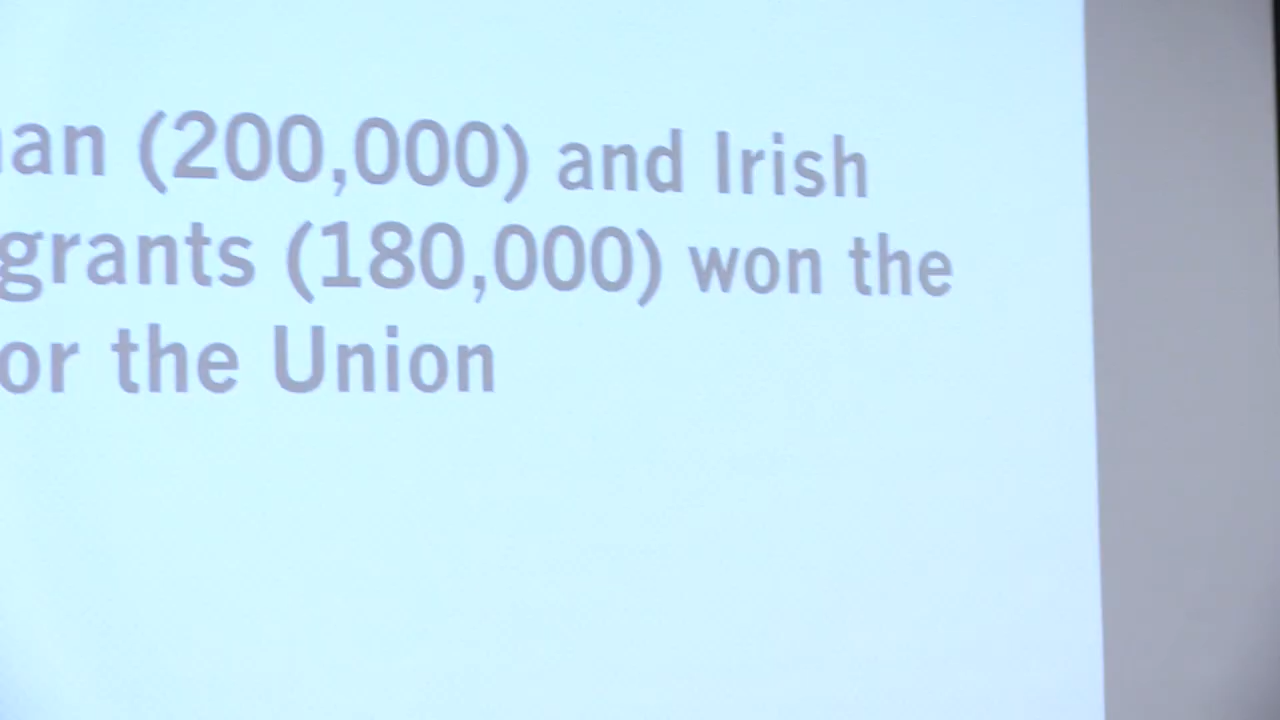 an (200,000) and Irish
grants (180,000) won the
or the Union